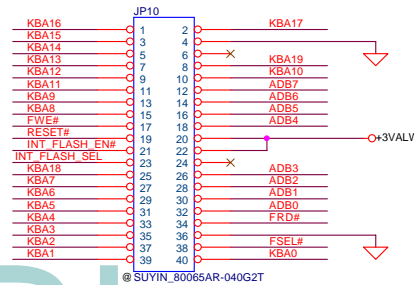 JP10
KBA16 1 2 KBA17
KBA15 3 4
KBA14 5 6
KBA13 7 8 KBA19
KBA12 9 10 KBA10
KBA11 11 12 ADB7
KBA9 13 14 ADB6
KBA8 15 16 ADB5
FWE# 17 18 ADB4
RESET# 19 20 +3VALW
INT_FLASH_EN# 21 22
INT_FLASH_SEL 23 24
KBA18 25 26 ADB3
KBA7 27 28 ADB2
KBA6 29 30 ADB1
KBA5 31 32 ADB0
KBA4 33 34 FRD#
KBA3 35 36
KBA2 37 38 FSEL#
KBA1 39 40 KBA0
@ SUYIN_80065AR-040G2T